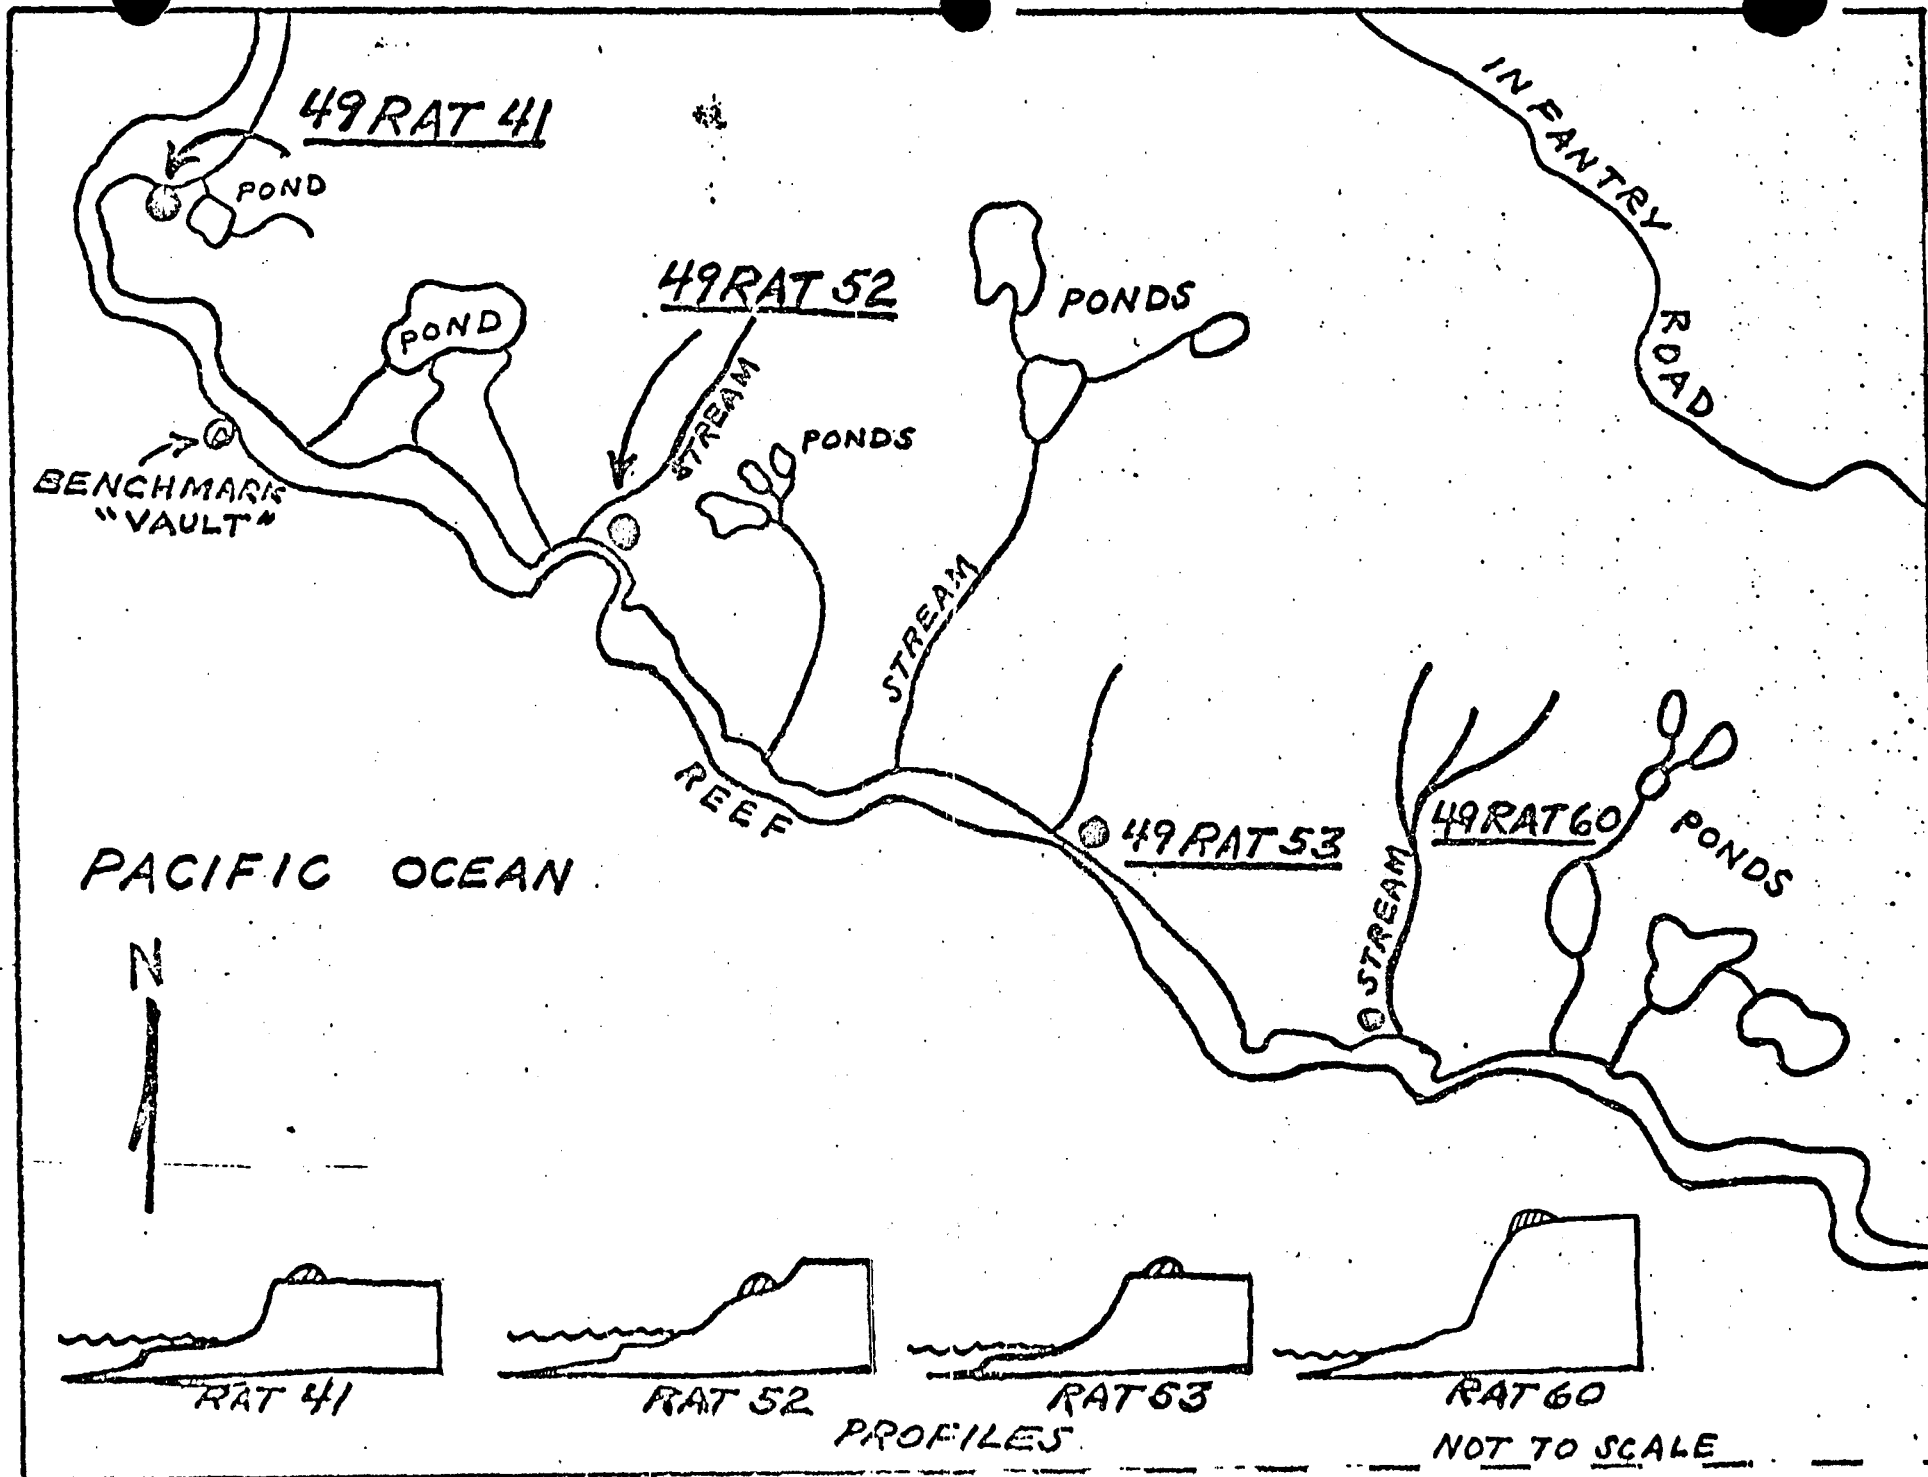 49 RAT 41
INFANTRY
ROAD
POND
49 RAT 52
PONDS
POND
STREAM
PONDS
BENCHMARK
"VAULT"
STREAM
REEF
49 RAT 53
49 RAT 60
PONDS
STREAM
PACIFIC OCEAN
N
RAT 41
RAT 52
RAT 53
RAT 60
PROFILES
NOT TO SCALE